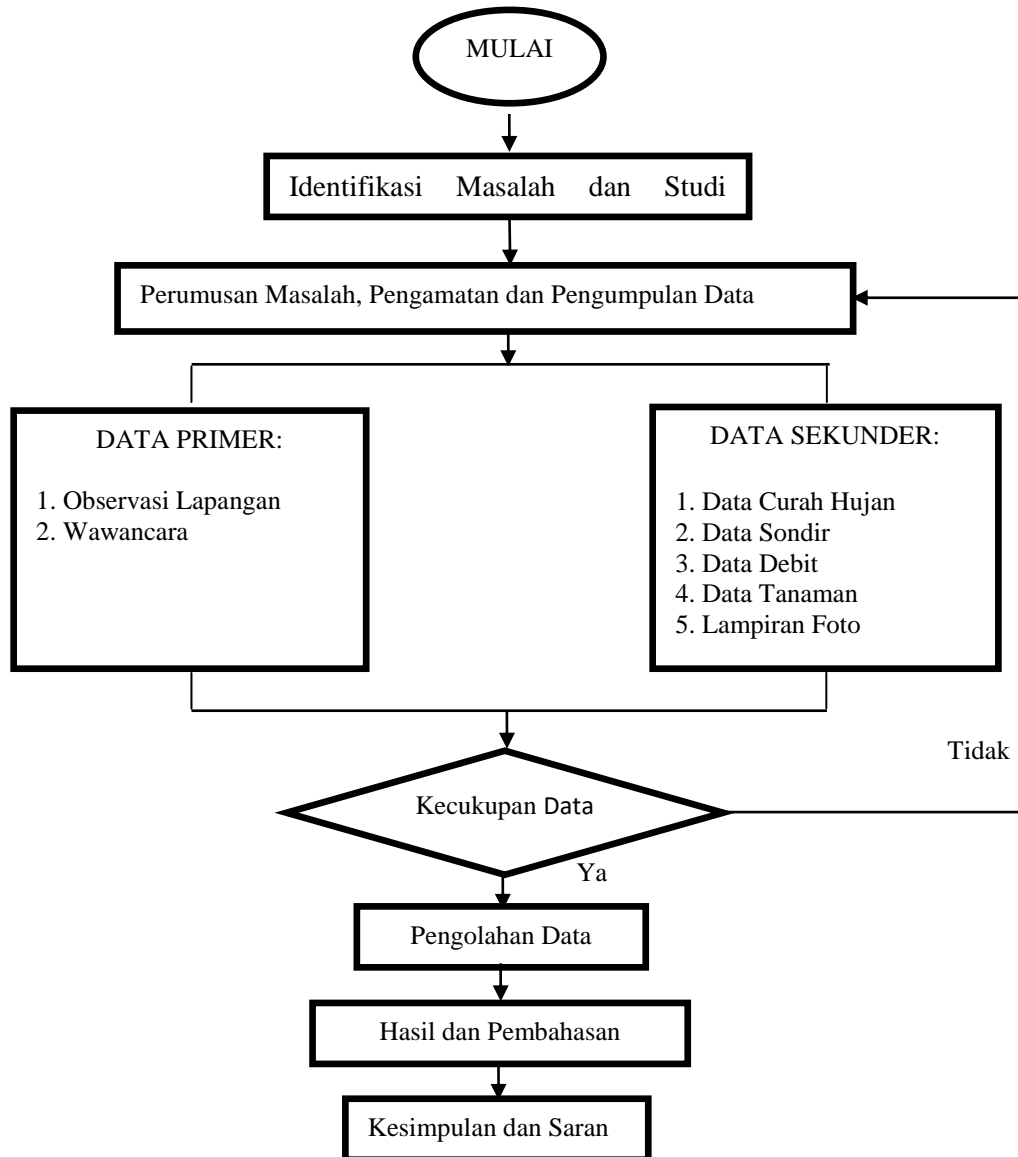 MULAI
Identifikasi Masalah dan Studi
Perumusan Masalah, Pengamatan dan Pengumpulan Data
DATA PRIMER:
1. Observasi Lapangan
2. Wawancara
DATA SEKUNDER:
1. Data Curah Hujan
2. Data Sondir
3. Data Debit
4. Data Tanaman
5. Lampiran Foto
Tidak
Kecukupan Data
Ya
Pengolahan Data
Hasil dan Pembahasan
Kesimpulan dan Saran